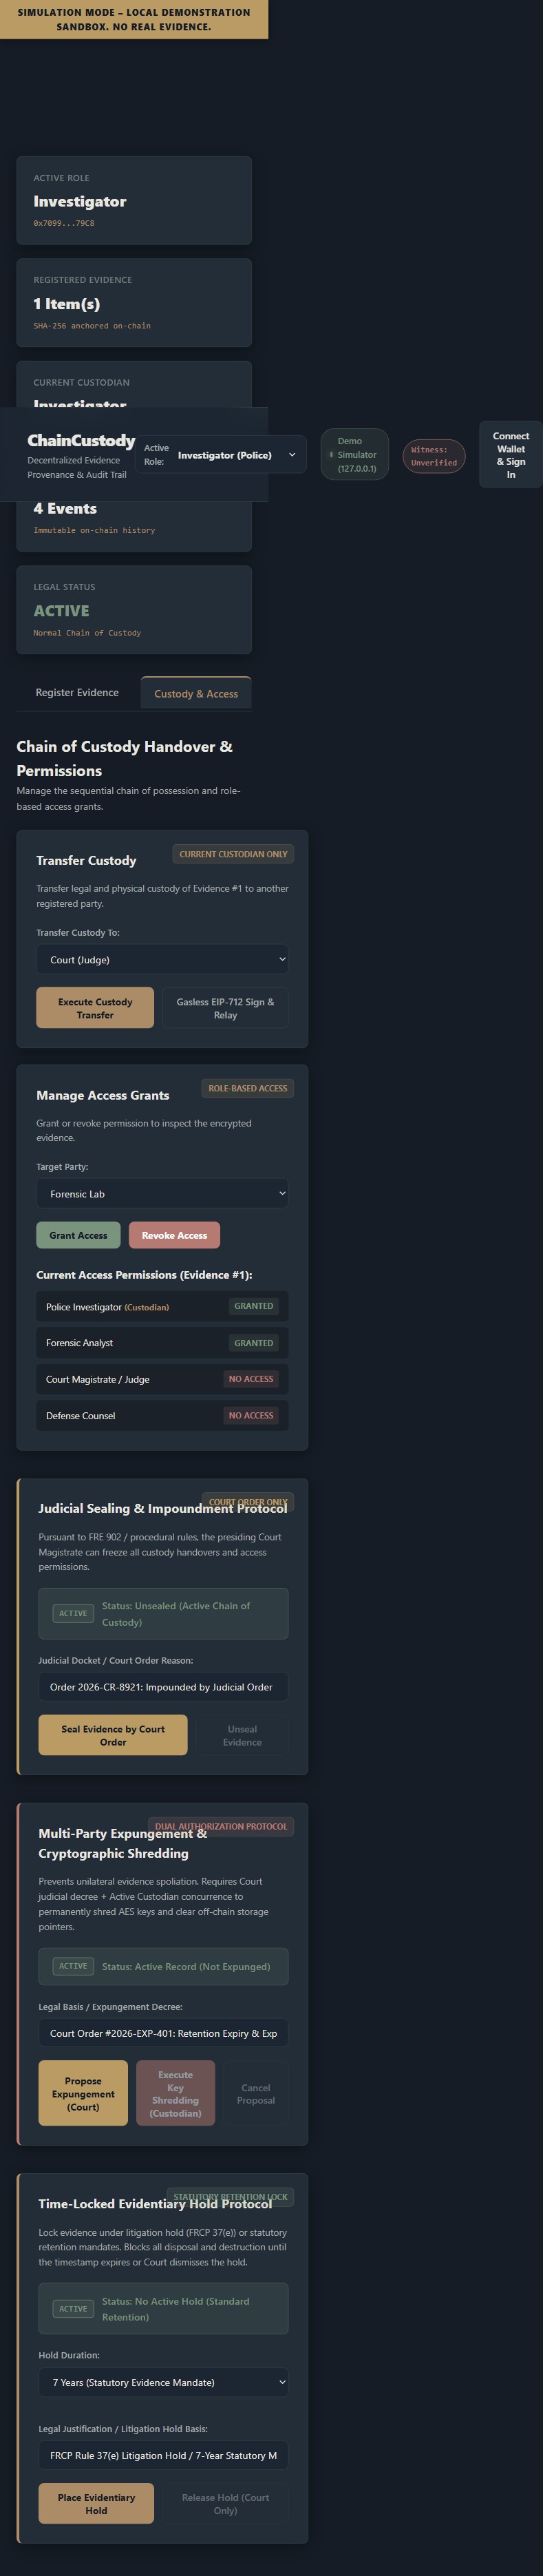 SIMULATION MODE – LOCAL DEMONSTRATION
SANDBOX. NO REAL EVIDENCE.
ACTIVE ROLE
Investigator
0x7099...79C8
REGISTERED EVIDENCE
1 Item(s)
SHA-256 anchored on-chain
CURRENT CUSTODIAN
Investigator
ChainCustody
Decentralized Evidence
Provenance & Audit Trail
Active
Role:
Investigator (Police)
Demo
Simulator
(127.0.0.1)
Witness:
Unverified
Connect
Wallet
& Sign
In
4 Events
Immutable on-chain history
LEGAL STATUS
ACTIVE
Normal Chain of Custody
Register Evidence
Custody & Access
Chain of Custody Handover &
Permissions
Manage the sequential chain of possession and role-
based access grants.
CURRENT CUSTODIAN ONLY
Transfer Custody
Transfer legal and physical custody of Evidence #1 to another
registered party.
Transfer Custody To:
Court (Judge)
Execute Custody
Transfer
Gasless EIP-712 Sign &
Relay
ROLE-BASED ACCESS
Manage Access Grants
Grant or revoke permission to inspect the encrypted
evidence.
Target Party:
Forensic Lab
Grant Access
Revoke Access
Current Access Permissions (Evidence #1):
Police Investigator (Custodian)
GRANTED
Forensic Analyst
GRANTED
Court Magistrate / Judge
NO ACCESS
Defense Counsel
NO ACCESS
COURT ORDER ONLY
Judicial Sealing & Impoundment Protocol
Pursuant to FRE 902 / procedural rules, the presiding Court
Magistrate can freeze all custody handovers and access
permissions.
ACTIVE
Status: Unsealed (Active Chain of
Custody)
Judicial Docket / Court Order Reason:
Order 2026-CR-8921: Impounded by Judicial Order
Seal Evidence by Court
Order
Unseal
Evidence
DUAL AUTHORIZATION PROTOCOL
Multi-Party Expungement &
Cryptographic Shredding
Prevents unilateral evidence spoliation. Requires Court
judicial decree + Active Custodian concurrence to
permanently shred AES keys and clear off-chain storage
pointers.
ACTIVE
Status: Active Record (Not Expunged)
Legal Basis / Expungement Decree:
Court Order #2026-EXP-401: Retention Expiry & Exp
Propose
Expungement
(Court)
Execute
Key
Shredding
(Custodian)
Cancel
Proposal
STATUTORY RETENTION LOCK
Time-Locked Evidentiary Hold Protocol
Lock evidence under litigation hold (FRCP 37(e)) or statutory
retention mandates. Blocks all disposal and destruction until
the timestamp expires or Court dismisses the hold.
ACTIVE
Status: No Active Hold (Standard
Retention)
Hold Duration:
7 Years (Statutory Evidence Mandate)
Legal Justification / Litigation Hold Basis:
FRCP Rule 37(e) Litigation Hold / 7-Year Statutory M
Place Evidentiary
Hold
Release Hold (Court
Only)